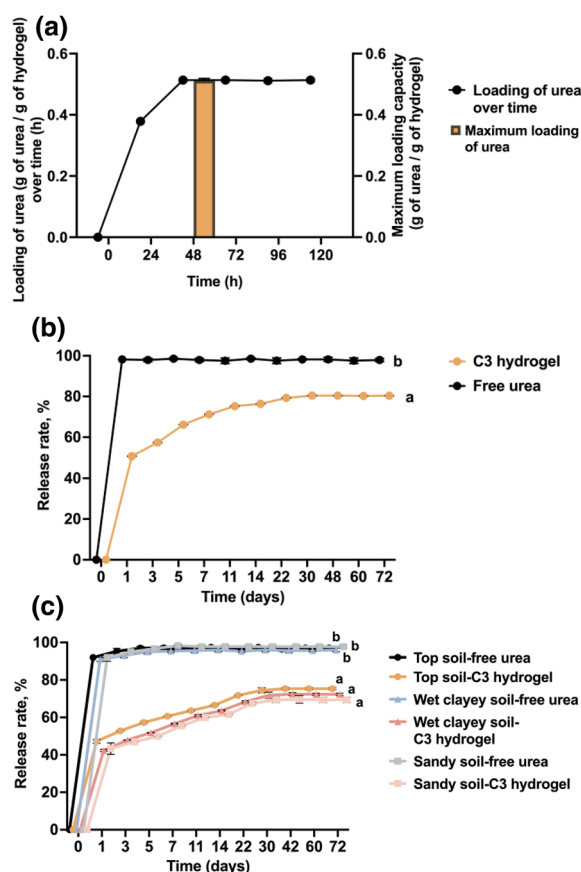 (a)
Loading of urea (g of urea / g of hydrogel)
over time (h)
0.6
0.4
0.2
0.0
0 24 48 72 96 120
Time (h)
0.6
0.4
0.2
0.0
Maximum loading capacity
(g of urea / g of hydrogel)
Loading of urea
over time
Maximum loading
of urea
(b)
Release rate, %
100
80
60
40
20
0
b
a
0 1 3 5 7 11 14 22 30 48 60 72
Time (days)
C3 hydrogel
Free urea
(c)
Release rate, %
100
80
60
40
20
0
b
b
b
a
a
a
0 1 3 5 7 11 14 22 30 42 60 72
Time (days)
Top soil-free urea
Top soil-C3 hydrogel
Wet clayey soil-free urea
Wet clayey soil-
C3 hydrogel
Sandy soil-free urea
Sandy soil-C3 hydrogel